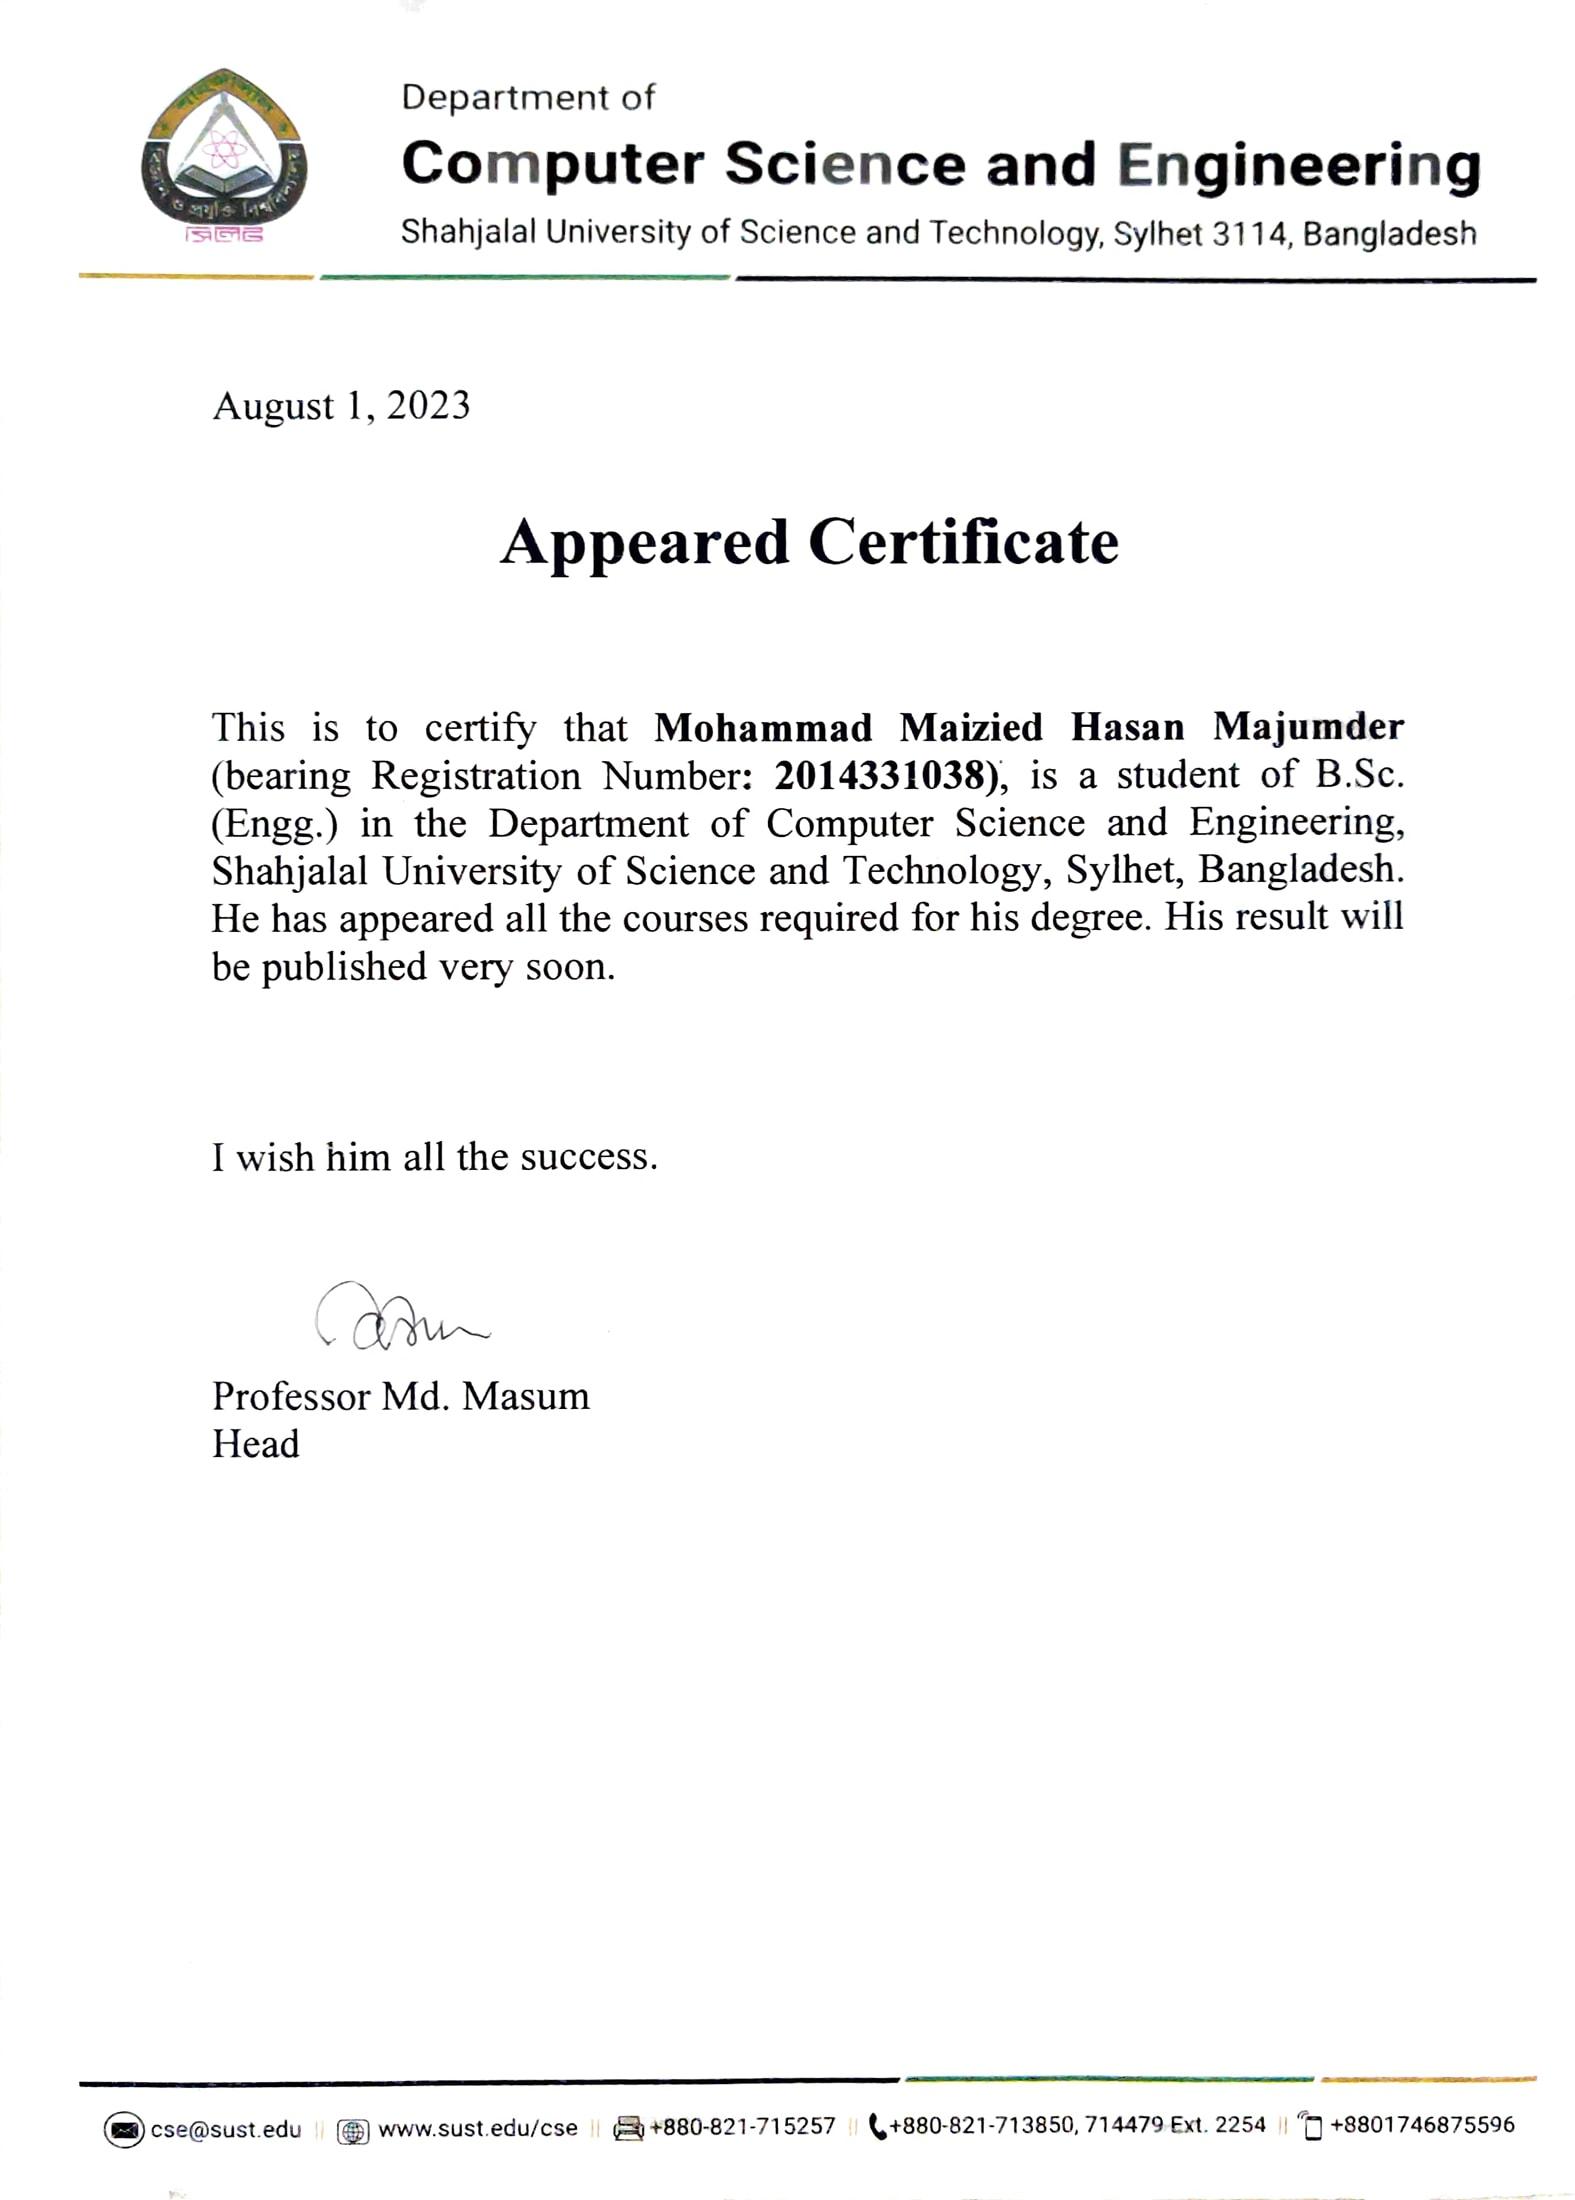 Department of
Computer Science and Engineering
Shahjalal University of Science and Technology, Sylhet 3114, Bangladesh
সিলেট
August 1, 2023
Appeared Certificate
This is to certify that Mohammad Maizied Hasan Majumder
(bearing Registration Number: 2014331038), is a student of B.Sc.
(Engg.) in the Department of Computer Science and Engineering,
Shahjalal University of Science and Technology, Sylhet, Bangladesh.
He has appeared all the courses required for his degree. His result will
be published very soon.
I wish him all the success.
Professor Md. Masum
Head
cse@sust.edu || www.sust.edu/cse || +880-821-715257 || +880-821-713850, 714479 Ext. 2254 || +8801746875596